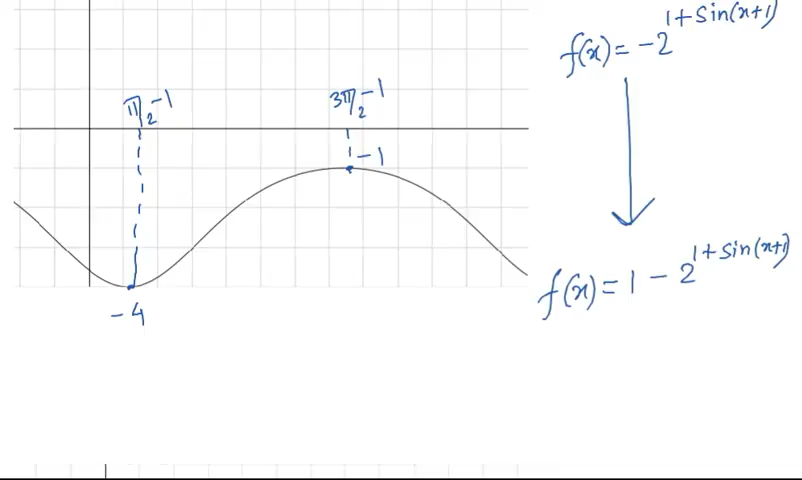 f(x) = -2^{1+sin(x+1)}
π/2 -1
3π/2 -1
-1
f(x) = 1 - 2^{1+sin(x+1)}
-4